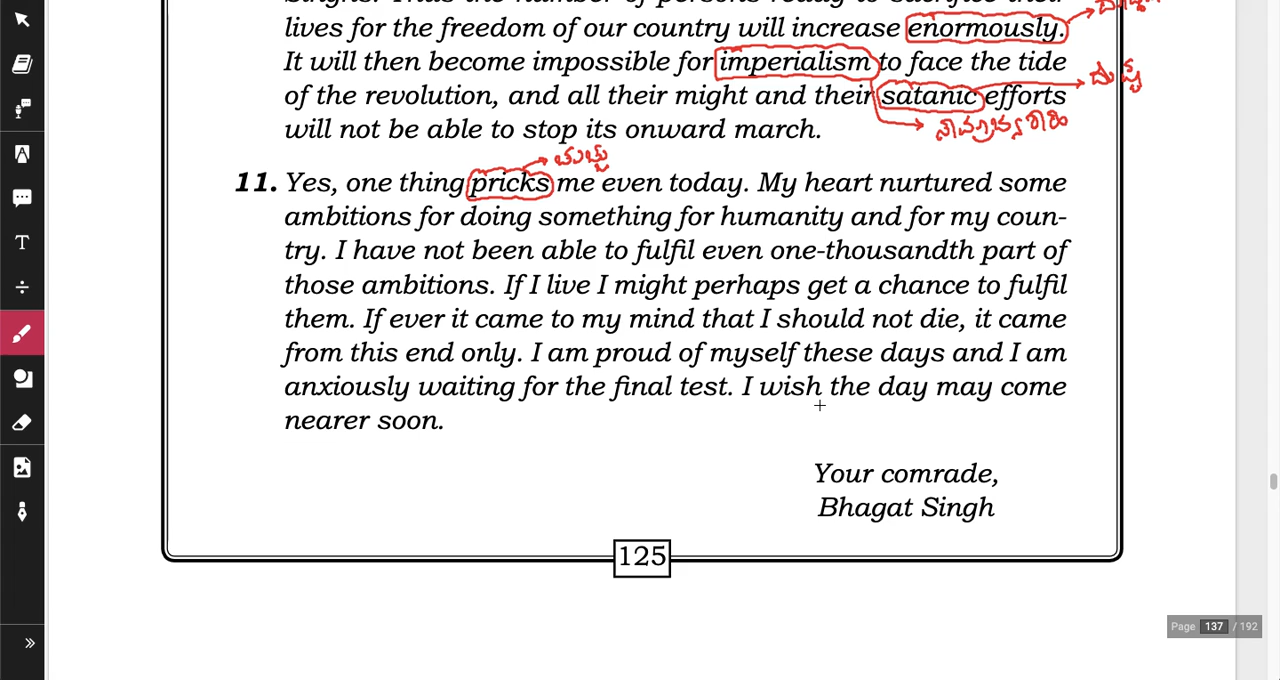 lives for the freedom of our country will increase enormously.
It will then become impossible for imperialism to face the tide
ದುಷ್ಟ
of the revolution, and all their might and their satanic efforts
will not be able to stop its onward march.
ಚುಚ್ಚು
11. Yes, one thing pricks me even today. My heart nurtured some
ambitions for doing something for humanity and for my coun-
try. I have not been able to fulfil even one-thousandth part of
those ambitions. If I live I might perhaps get a chance to fulfil
them. If ever it came to my mind that I should not die, it came
from this end only. I am proud of myself these days and I am
anxiously waiting for the final test. I wish the day may come
nearer soon.
Your comrade,
Bhagat Singh
125
Page 137 / 192